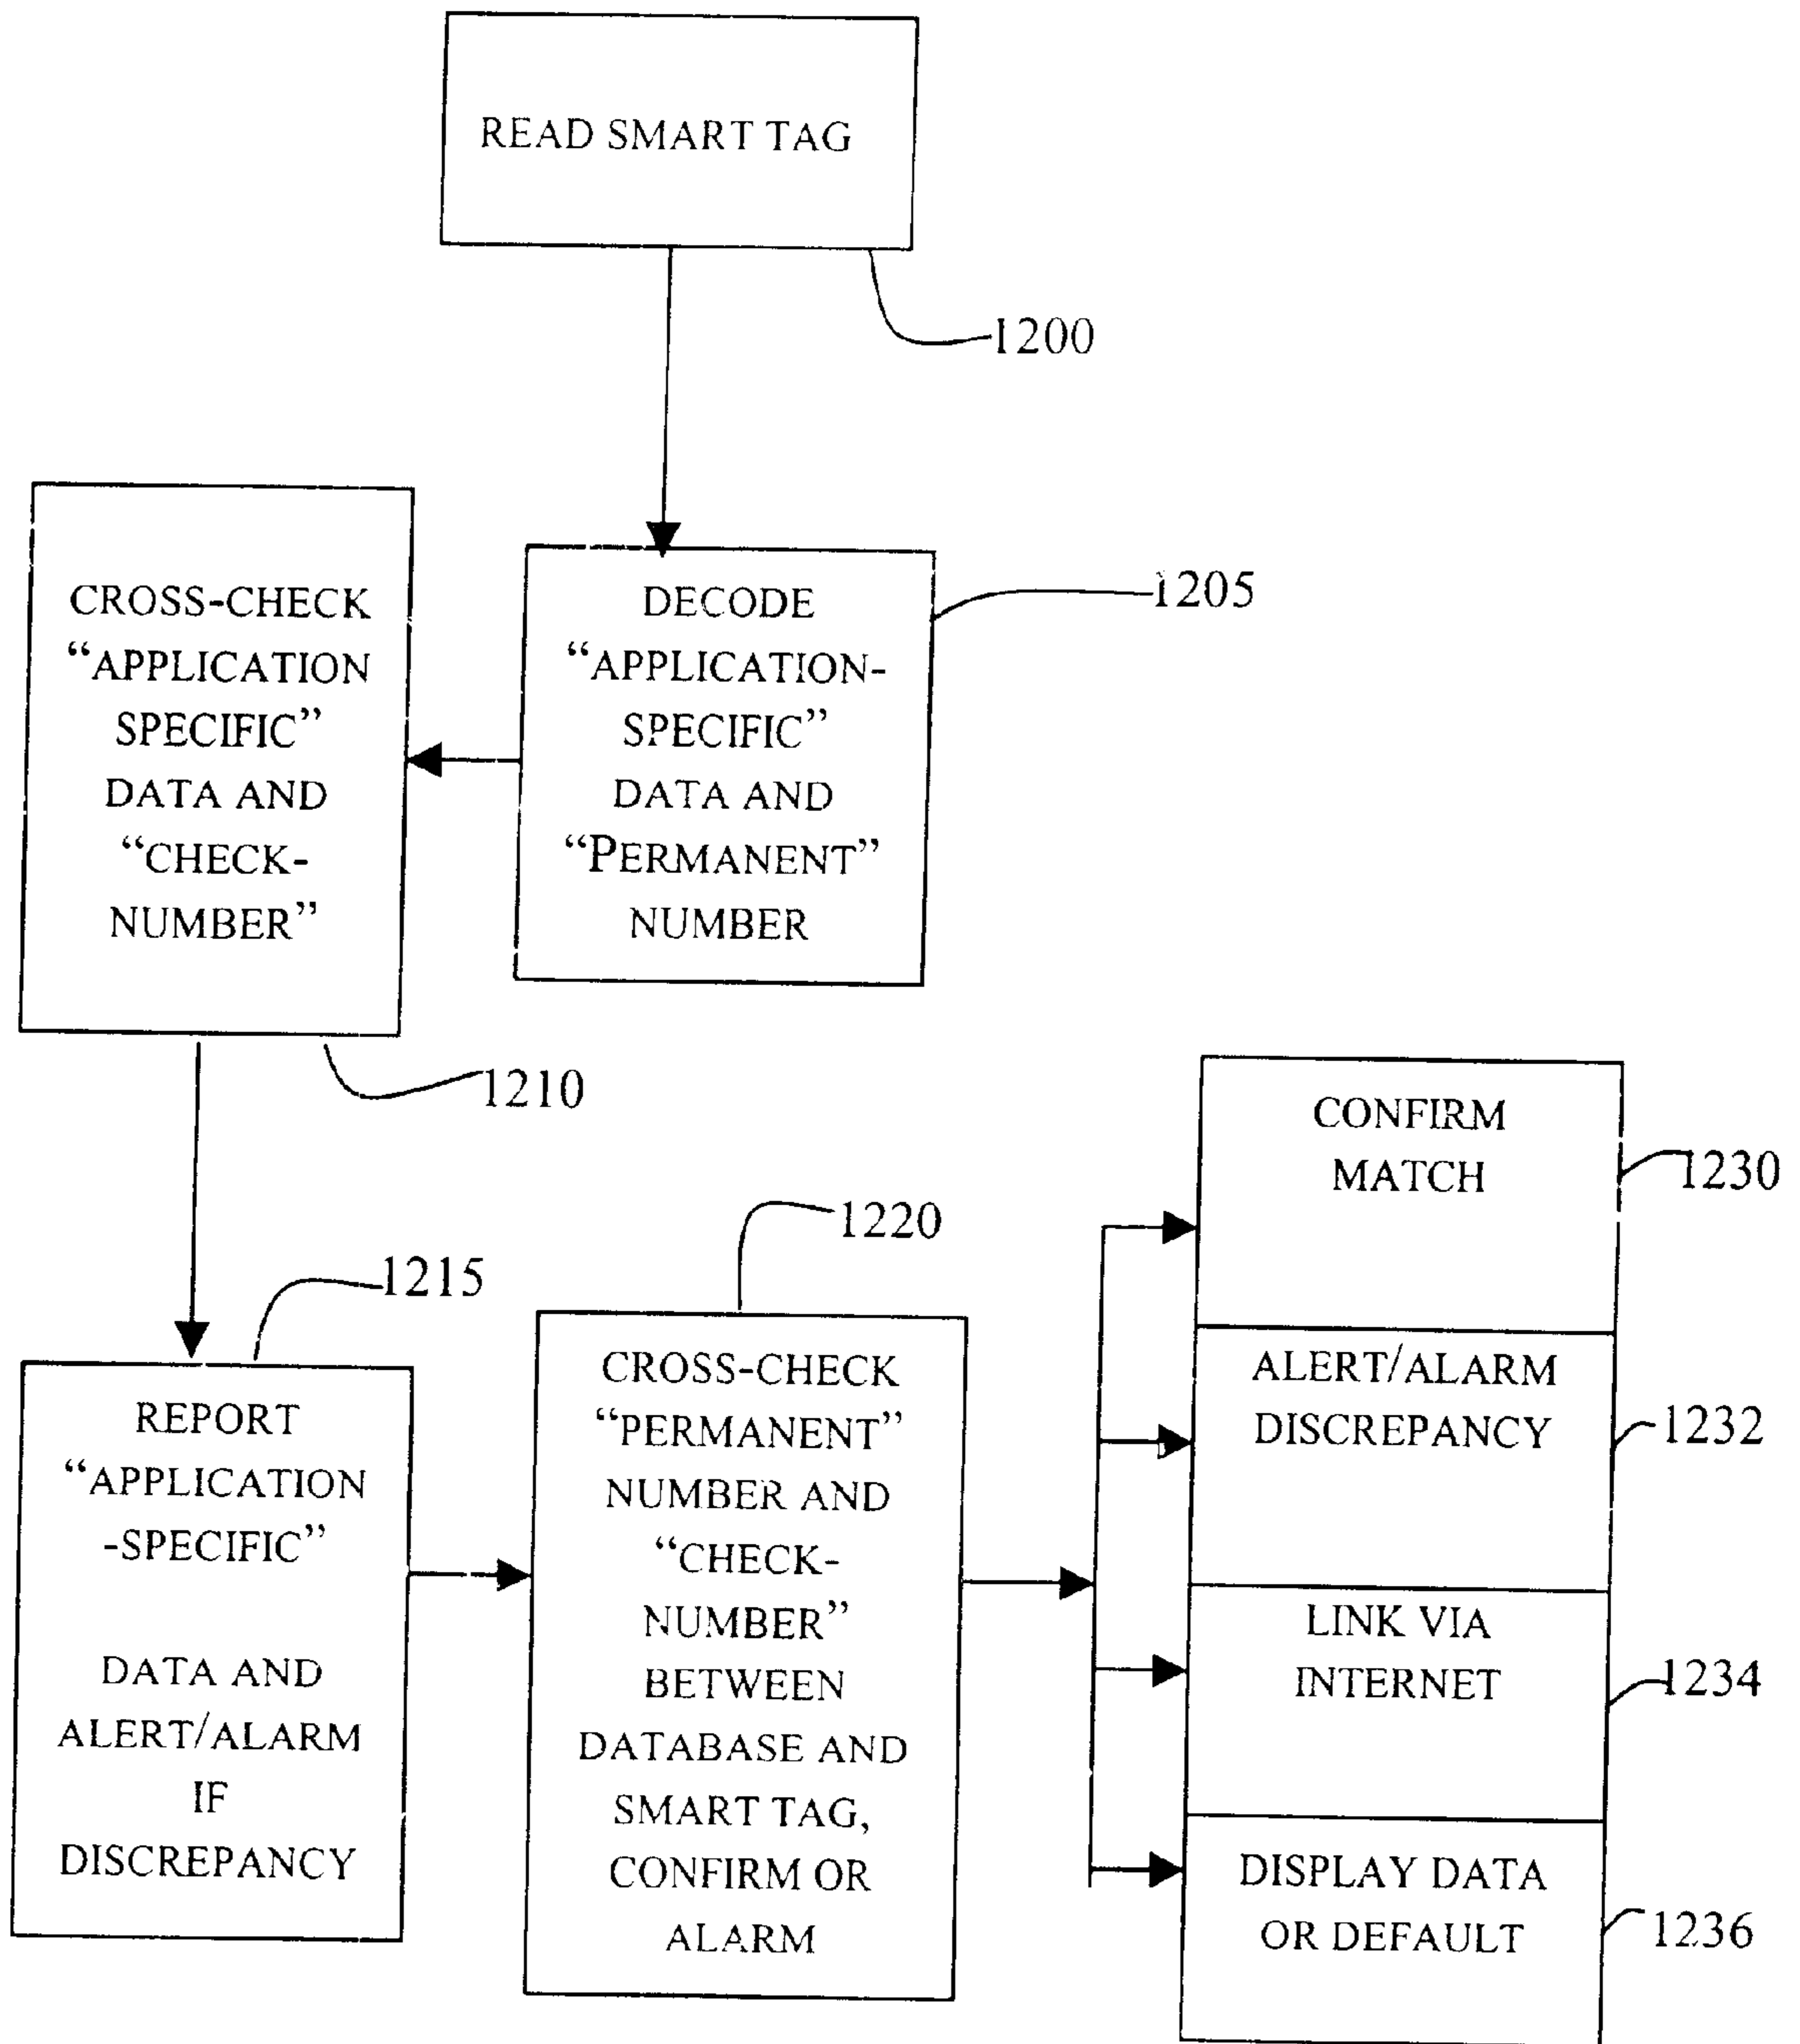 READ SMART TAG
1200
DECODE
“APPLICATION-
SPECIFIC”
DATA AND
“PERMANENT”
NUMBER
1205
CROSS-CHECK
“APPLICATION
SPECIFIC”
DATA AND
“CHECK-
NUMBER”
1210
REPORT
“APPLICATION
-SPECIFIC”
DATA AND
ALERT/ALARM
IF
DISCREPANCY
1215
CROSS-CHECK
“PERMANENT”
NUMBER AND
“CHECK-
NUMBER”
BETWEEN
DATABASE AND
SMART TAG,
CONFIRM OR
ALARM
1220
CONFIRM
MATCH
1230
ALERT/ALARM
DISCREPANCY
1232
LINK VIA
INTERNET
1234
DISPLAY DATA
OR DEFAULT
1236